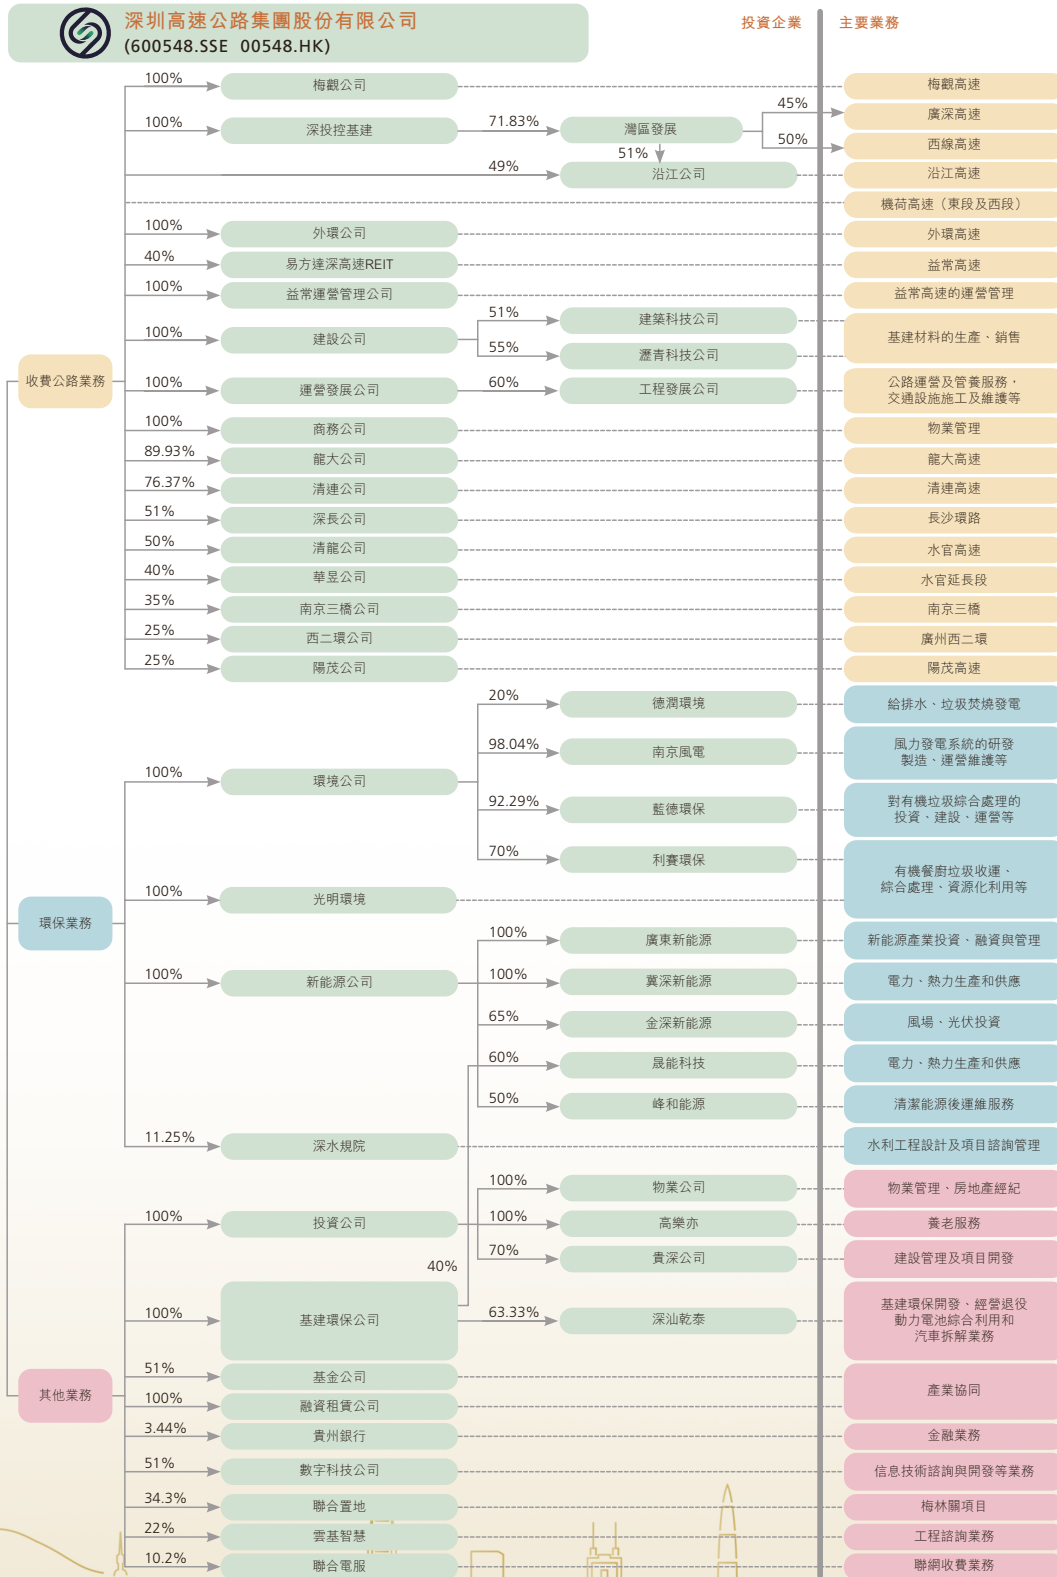 深圳高速公路集團股份有限公司
(600548.SSE 00548.HK)
投資企業
主要業務
收費公路業務
100%
梅觀公司
梅觀高速
100%
深投控基建
71.83%
灣區發展
45%
廣深高速
50%
西線高速
51%
49%
沿江公司
沿江高速
機荷高速（東段及西段）
100%
外環公司
外環高速
40%
易方達深高速REIT
益常高速
100%
益常運營管理公司
益常高速的運營管理
100%
建設公司
51%
建築科技公司
55%
瀝青科技公司
基建材料的生產、銷售
100%
運營發展公司
60%
工程發展公司
公路運營及管養服務，
交通設施施工及維護等
100%
商務公司
物業管理
89.93%
龍大公司
龍大高速
76.37%
清連公司
清連高速
51%
深長公司
長沙環路
50%
清龍公司
水官高速
40%
華昱公司
水官延長段
35%
南京三橋公司
南京三橋
25%
西二環公司
廣州西二環
25%
陽茂公司
陽茂高速
環保業務
100%
環境公司
20%
德潤環境
給排水、垃圾焚燒發電
98.04%
南京風電
風力發電系統的研發
製造、運營維護等
92.29%
藍德環保
對有機垃圾綜合處理的
投資、建設、運營等
70%
利賽環保
100%
光明環境
有機餐廚垃圾收運、
綜合處理、資源化利用等
100%
新能源公司
100%
廣東新能源
新能源產業投資、融資與管理
100%
冀深新能源
電力、熱力生產和供應
65%
金深新能源
風場、光伏投資
60%
晟能科技
電力、熱力生產和供應
50%
峰和能源
清潔能源後運維服務
11.25%
深水規院
水利工程設計及項目諮詢管理
其他業務
100%
投資公司
100%
物業公司
物業管理、房地產經紀
100%
高樂亦
養老服務
70%
貴深公司
建設管理及項目開發
40%
100%
基建環保公司
63.33%
深汕乾泰
基建環保開發、經營退役
動力電池綜合利用和
汽車拆解業務
51%
基金公司
100%
融資租賃公司
產業協同
3.44%
貴州銀行
金融業務
51%
數字科技公司
信息技術諮詢與開發等業務
34.3%
聯合置地
梅林關項目
22%
雲基智慧
工程諮詢業務
10.2%
聯合電服
聯網收費業務